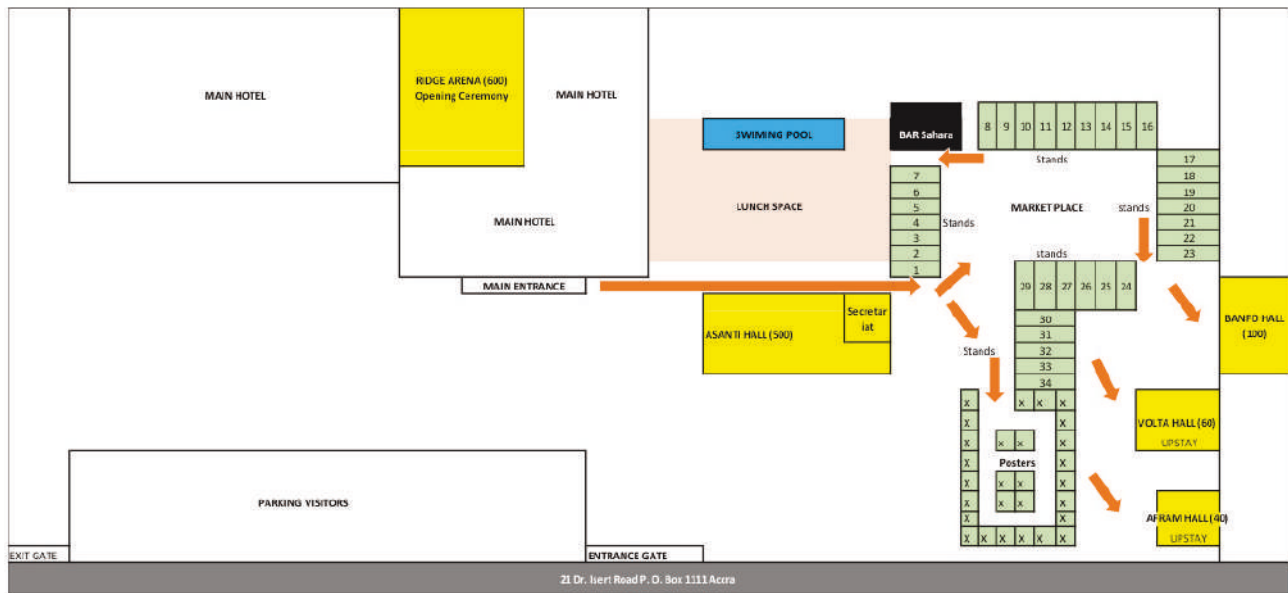 MAIN HOTEL
RIDGE ARENA (600)
Opening Ceremony
MAIN HOTEL
MAIN HOTEL
SWIMING POOL
LUNCH SPACE
BAR Sahara
8 9 10 11 12 13 14 15 16
Stands
7
6
5
4
3
2
1
Stands
MARKET PLACE
stands
17
18
19
20
21
22
23
stands
29 28 27 26 25 24
30
31
32
33
34
MAIN ENTRANCE
ASANTI HALL (500)
Secretar
iat
Stands
BANFO HALL
(100)
VOLTA HALL (60)
UPSTAY
AFRAM HALL (40)
UPSTAY
X X X X
X X
X X X X
X X
Posters
X X X X
X X X X
X X
X X X X X X
PARKING VISITORS
EXIT GATE
ENTRANCE GATE
21 Dr. Isert Road P. O. Box 1111 Accra